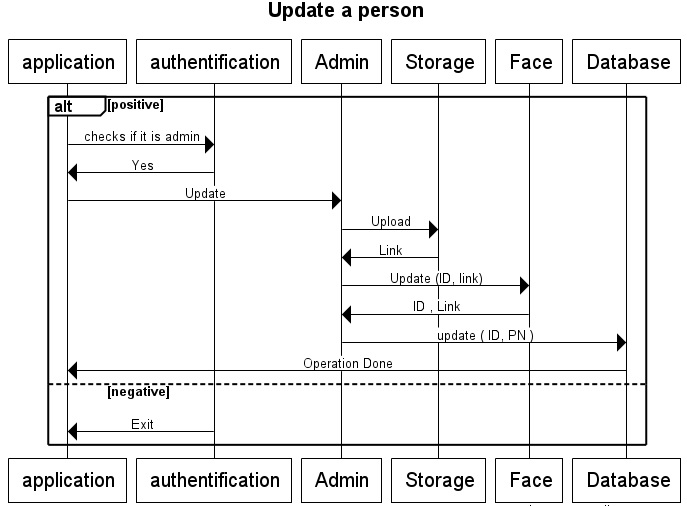 Update a person
application authentification Admin Storage Face Database
alt [positive]
checks if it is admin
Yes
Update
Upload
Link
Update (ID, link)
ID , Link
update ( ID, PN )
Operation Done
[negative]
Exit
application authentification Admin Storage Face Database